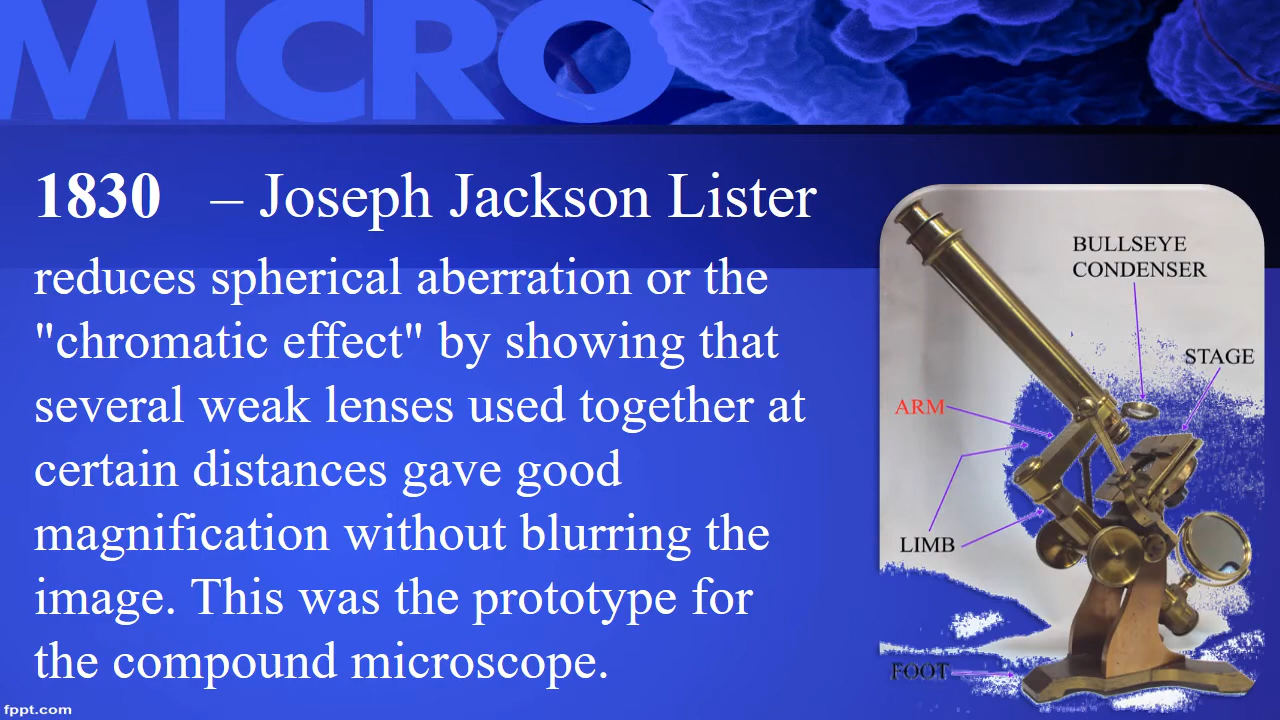 MICRO
1830 – Joseph Jackson Lister
reduces spherical aberration or the
"chromatic effect" by showing that
several weak lenses used together at
certain distances gave good
magnification without blurring the
image. This was the prototype for
the compound microscope.
BULLSEYE
CONDENSER
STAGE
ARM
LIMB
FOOT
fppt.com